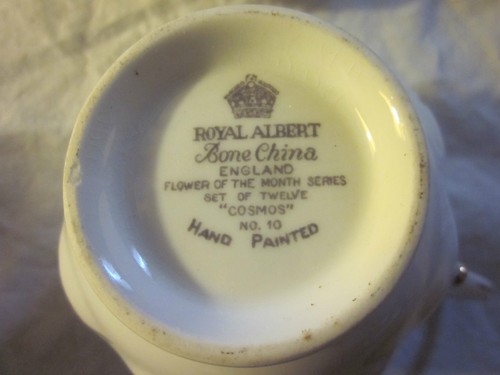 ROYAL ALBERT
Bone China
ENGLAND
FLOWER OF THE MONTH SERIES
SET OF TWELVE
"COSMOS"
NO. 10
HAND PAINTED